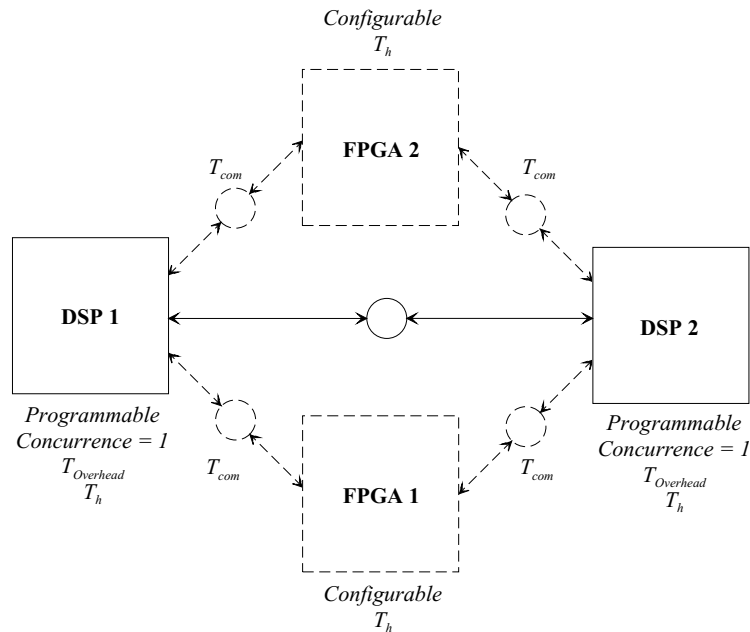 Configurable
T_h
FPGA 2
T_com
T_com
DSP 1
DSP 2
Programmable
Concurrence = 1
T_Overhead
T_h
T_com
FPGA 1
T_com
Programmable
Concurrence = 1
T_Overhead
T_h
Configurable
T_h